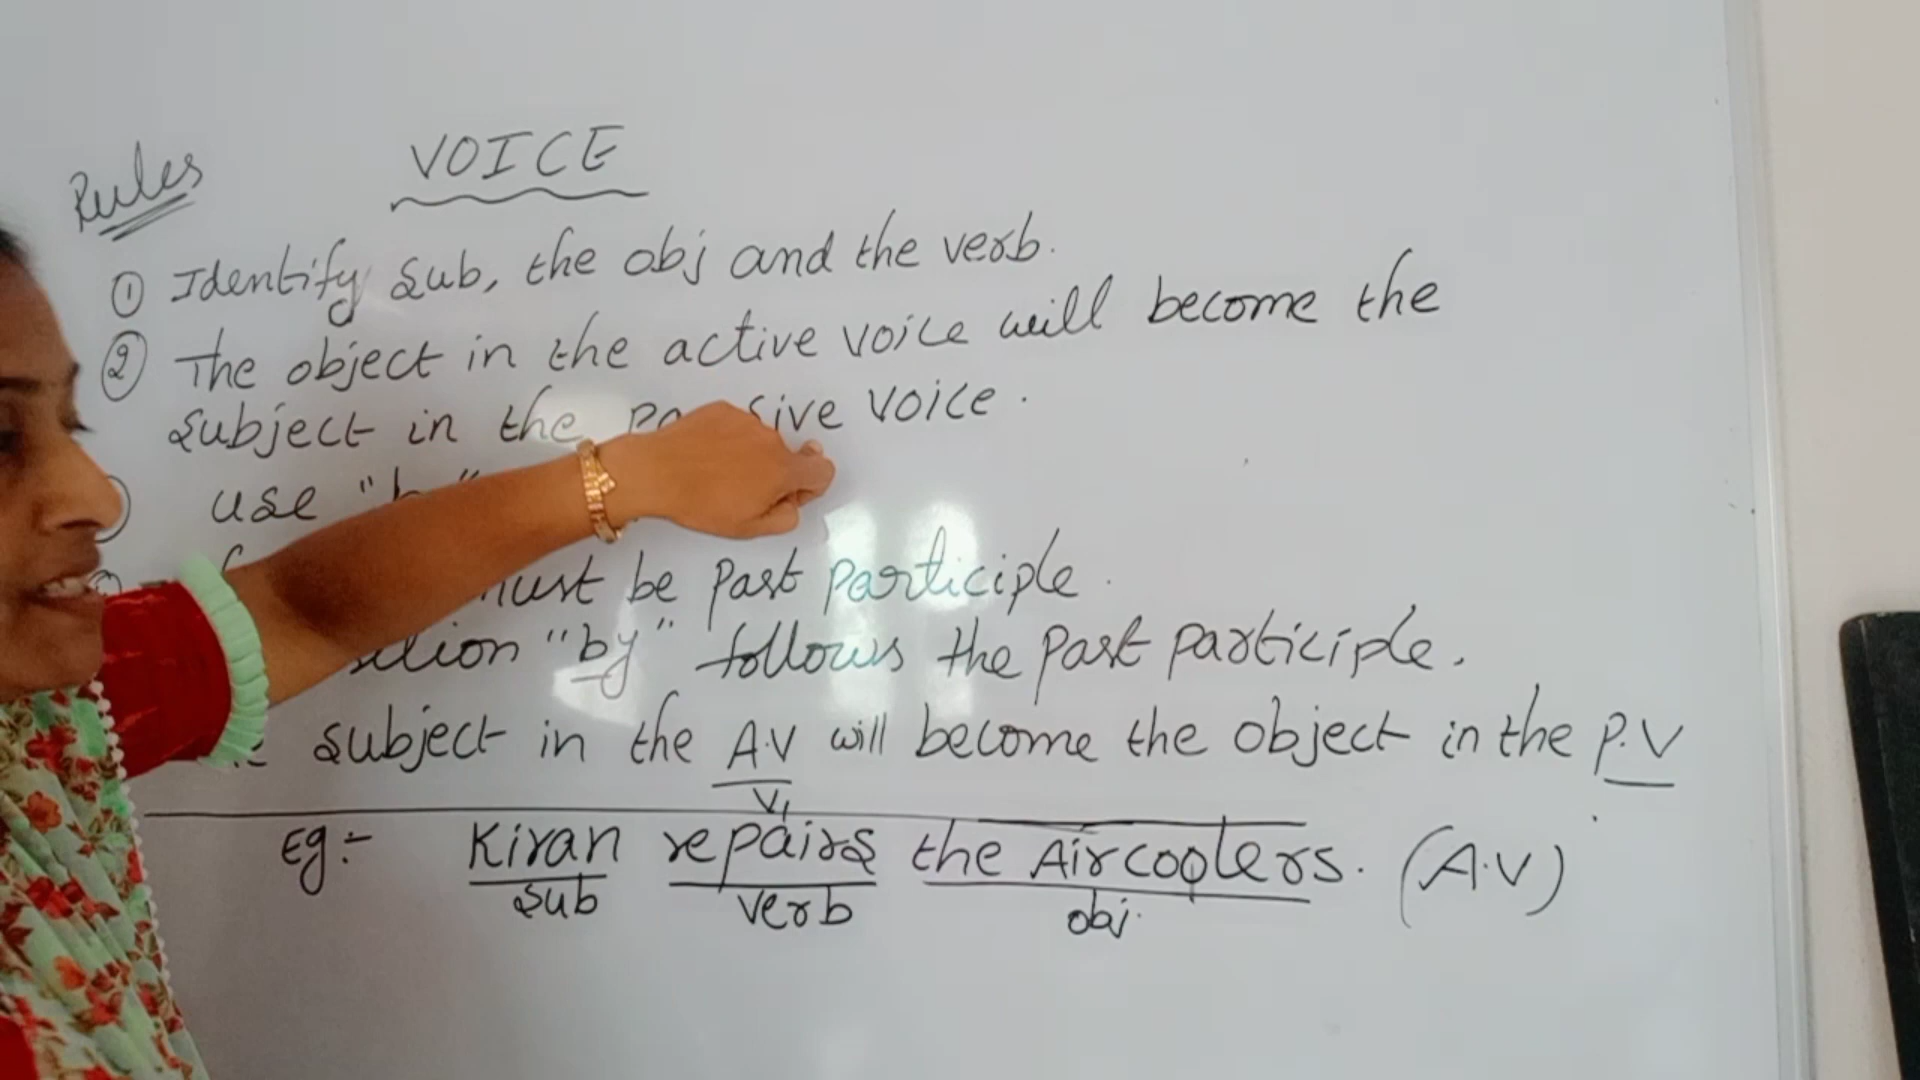 Rules
VOICE
① Identify Sub, the obj and the verb.
② The object in the active voice will become the
subject in the passive voice.
use "
must be past participle.
"by" follows the past participle.
subject in the A.V will become the object in the P.V
V1
Eg:- Kiran repairs the Aircoolers. (A.V)
Sub verb obj.